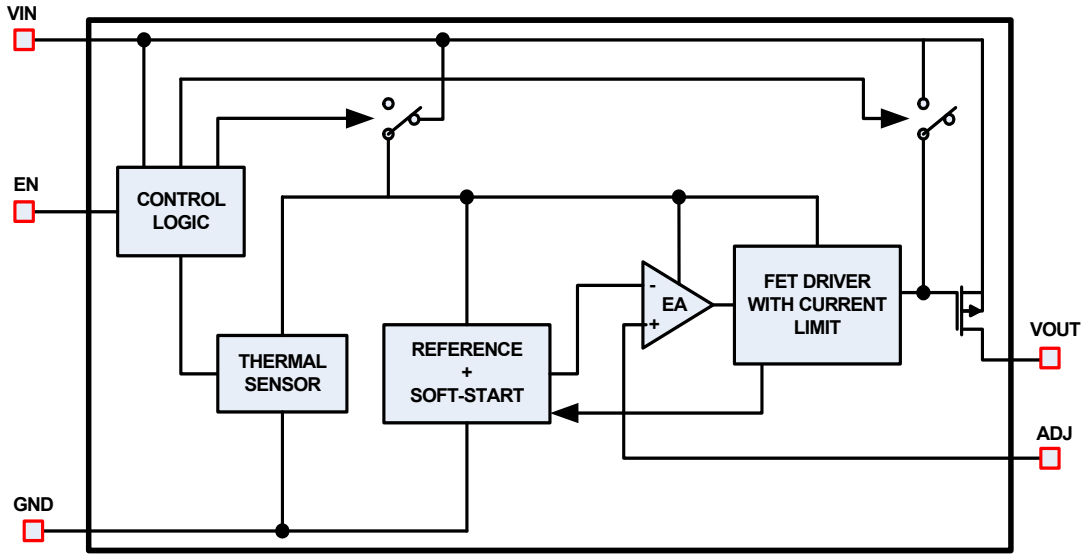 VIN
EN
CONTROL
LOGIC
THERMAL
SENSOR
REFERENCE
+
SOFT-START
-
EA
+
FET DRIVER
WITH CURRENT
LIMIT
VOUT
ADJ
GND